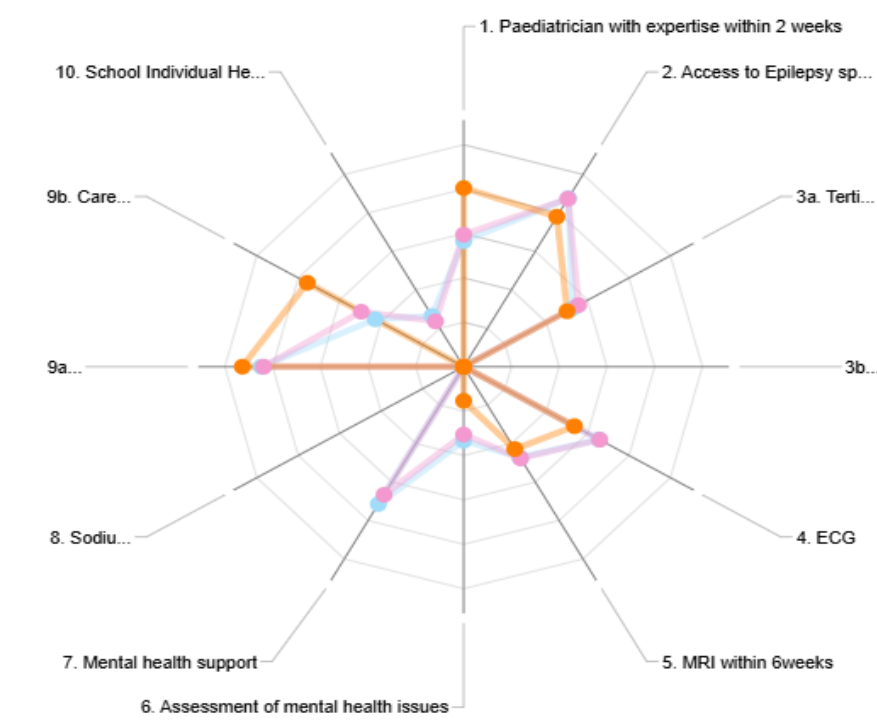 1. Paediatrician with expertise within 2 weeks
2. Access to Epilepsy sp...
3a. Terti...
3b...
4. ECG
5. MRI within 6weeks
6. Assessment of mental health issues
7. Mental health support
8. Sodiu...
9a...
9b. Care...
10. School Individual He...